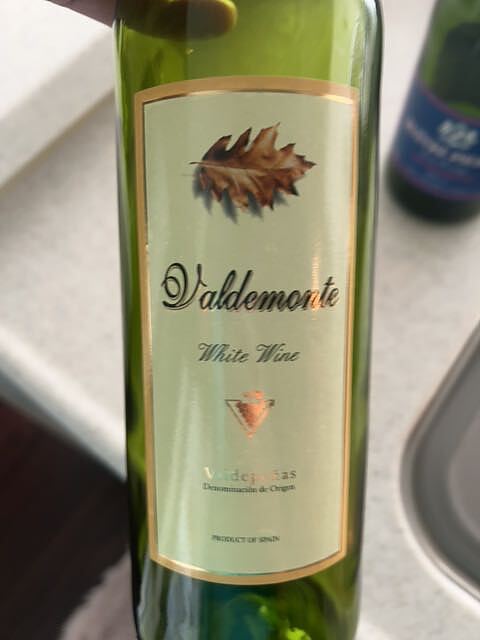 Valdemonte
White Wine
Valdepeñas
Denominación de Origen
PRODUCT OF SPAIN